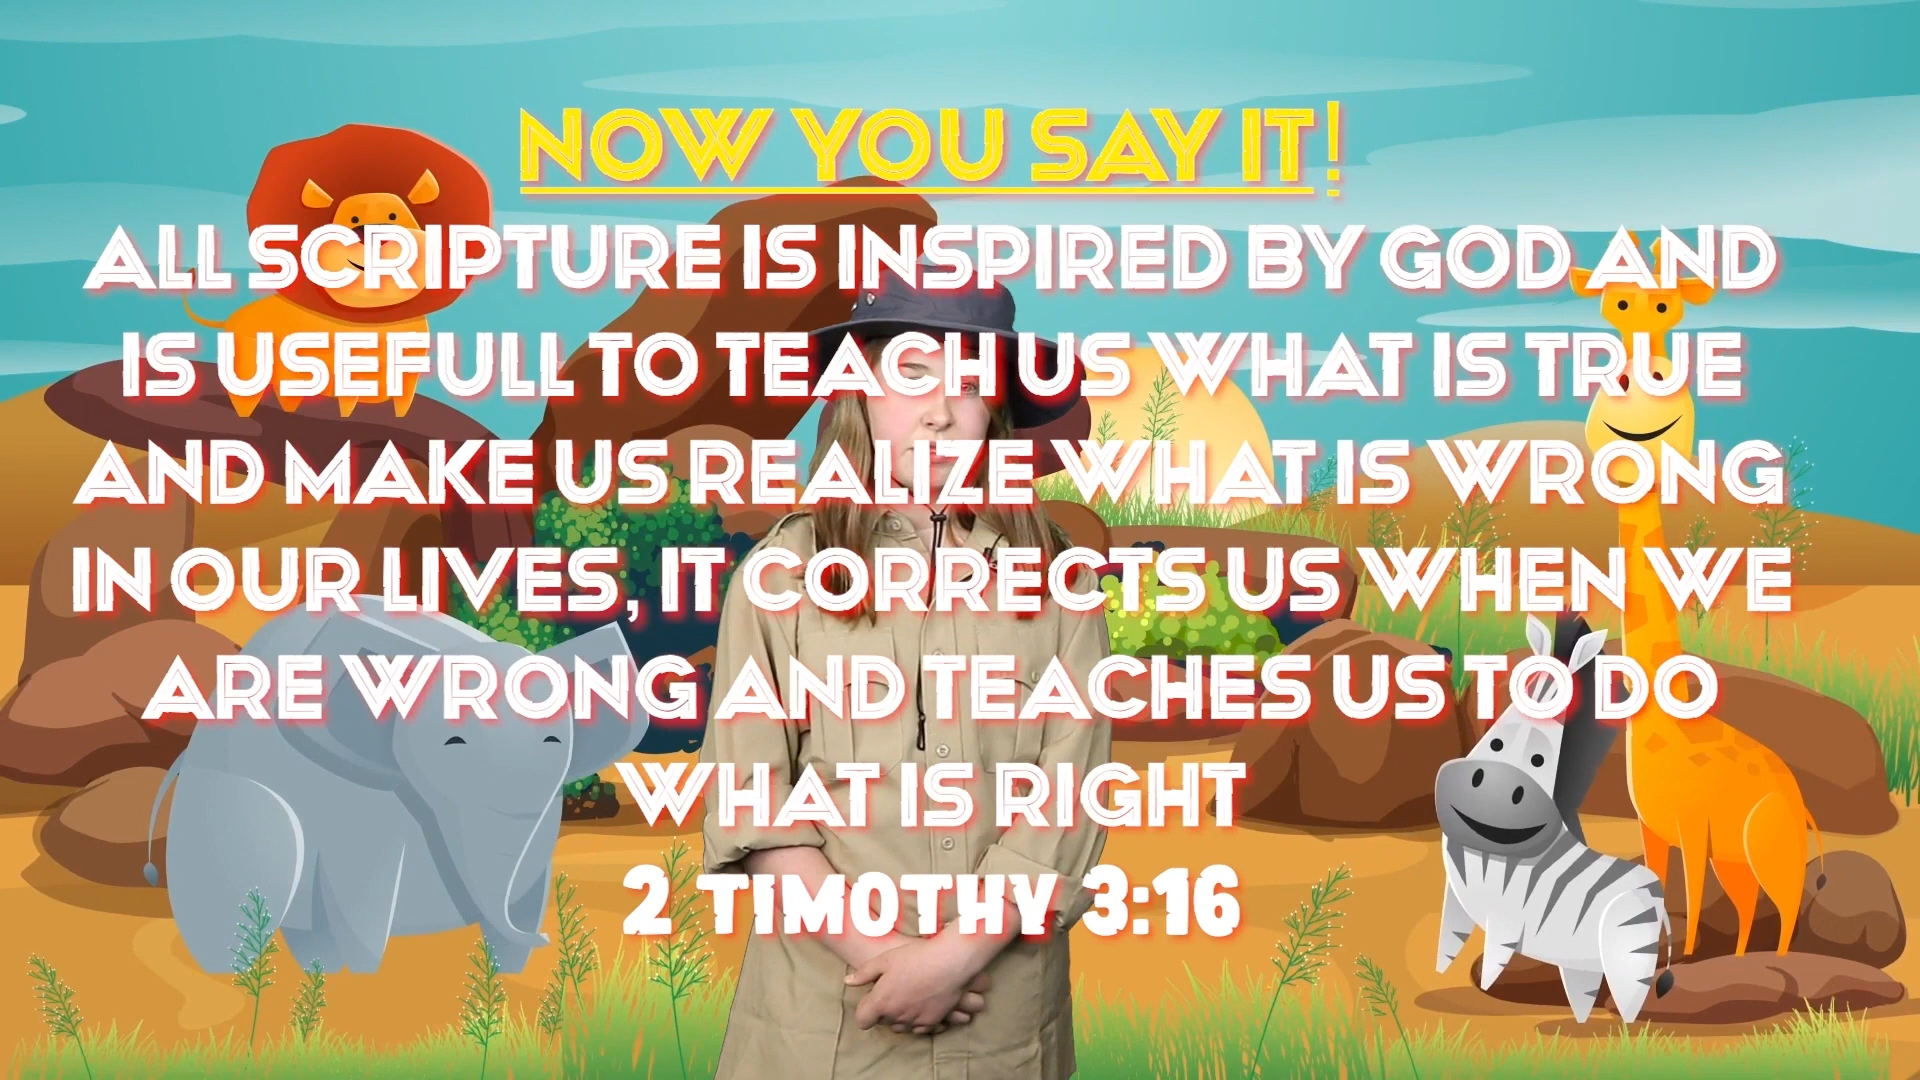 NOW YOU SAY IT!
ALL SCRIPTURE IS INSPIRED BY GOD AND
IS USEFULL TO TEACH US WHAT IS TRUE
AND MAKE US REALIZE WHAT IS WRONG
IN OUR LIVES, IT CORRECTS US WHEN WE
ARE WRONG AND TEACHES US TO DO
WHAT IS RIGHT
2 TIMOTHY 3:16